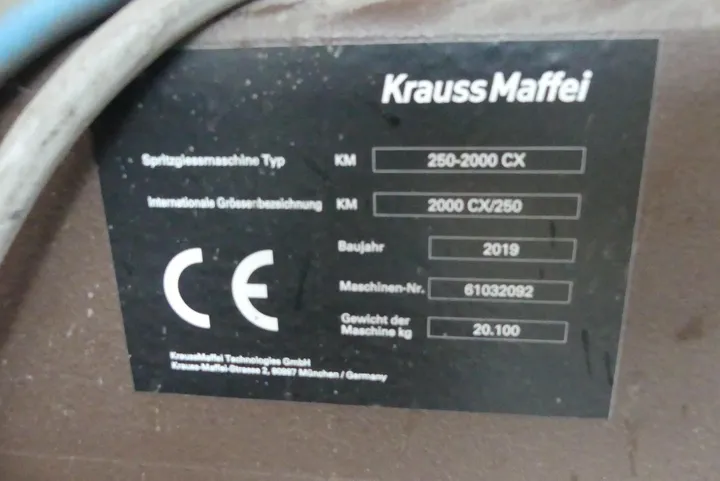 KraussMaffei
Spritzgiessmaschine Typ KM 250-2000 CX
Internationale Grössenbezeichnung KM 2000 CX/250
Baujahr 2019
Maschinen-Nr. 61032092
Gewicht der
Maschine kg 20.100
CE
KraussMaffei Technologies GmbH
Krauss-Maffei-Strasse 2, 80997 München / Germany